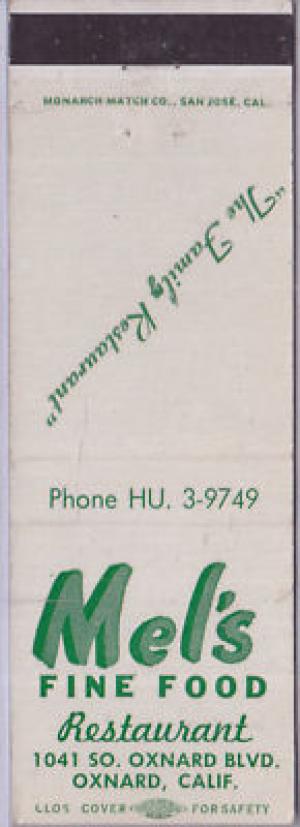 MONARCH MATCH CO., SAN JOSE, CAL.
"The Family Restaurant"
Phone HU. 3-9749
Mel's
FINE FOOD
Restaurant
1041 SO. OXNARD BLVD.
OXNARD, CALIF.
COVER FOR SAFETY